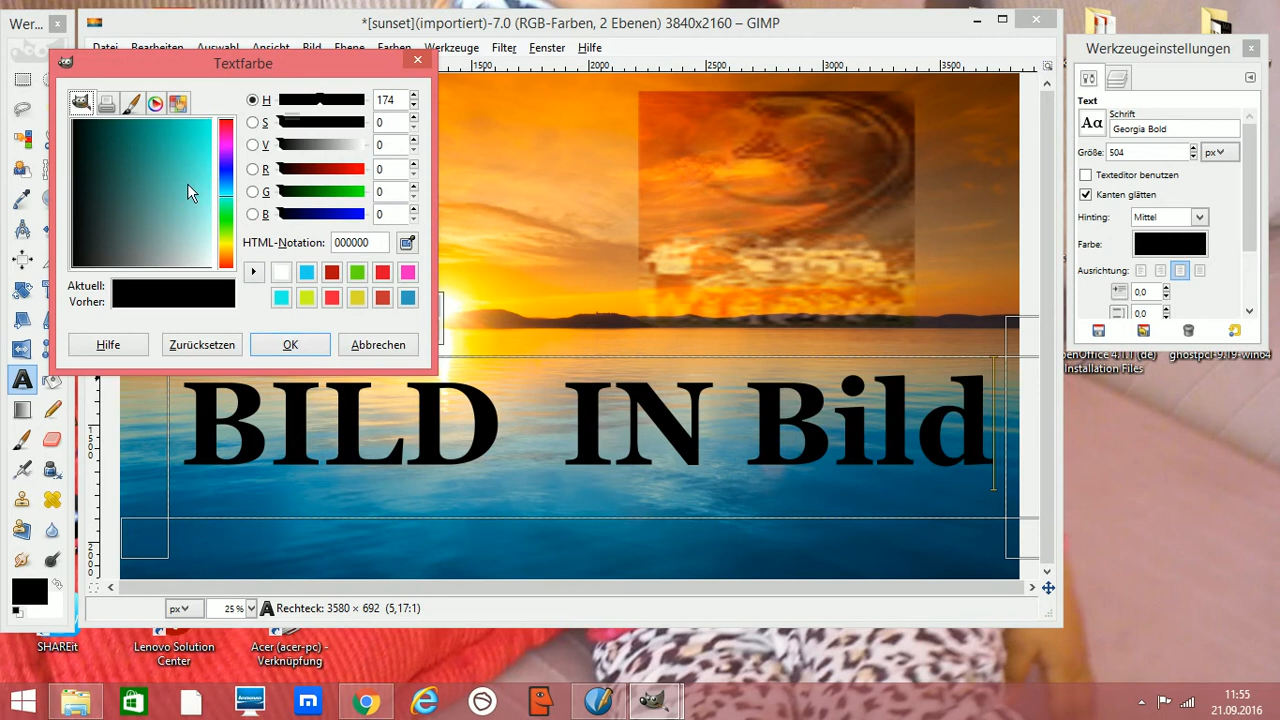 Wer...
*[sunset](importiert)-7.0 (RGB-Farben, 2 Ebenen) 3840x2160 – GIMP
Datei Bearbeiten Auswahl Ansicht Bild Ebene Farben Werkzeuge Filter Fenster Hilfe
Textfarbe
1500 2000 2500 3000 3500
H 174
S 0
V 0
R 0
G 0
B 0
HTML-Notation: 000000
Aktuell:
Vorher:
Hilfe Zurücksetzen OK Abbrechen
BILD IN Bild
1500
2000
px 25 % Rechteck: 3580 × 692 (5,17:1)
Werkzeugeinstellungen
Text
Schrift
Aα Georgia Bold
Größe: 504 px
Texteditor benutzen
Kanten glätten
Hinting: Mittel
Farbe:
Ausrichtung:
0,0
0,0
OpenOffice 4.1.1 (de) Installation Files
ghostpcl-9.19-win64
SHAREit
Lenovo Solution Center
Acer (acer-pc) - Verknüpfung
lenovo
11:55
21.09.2016